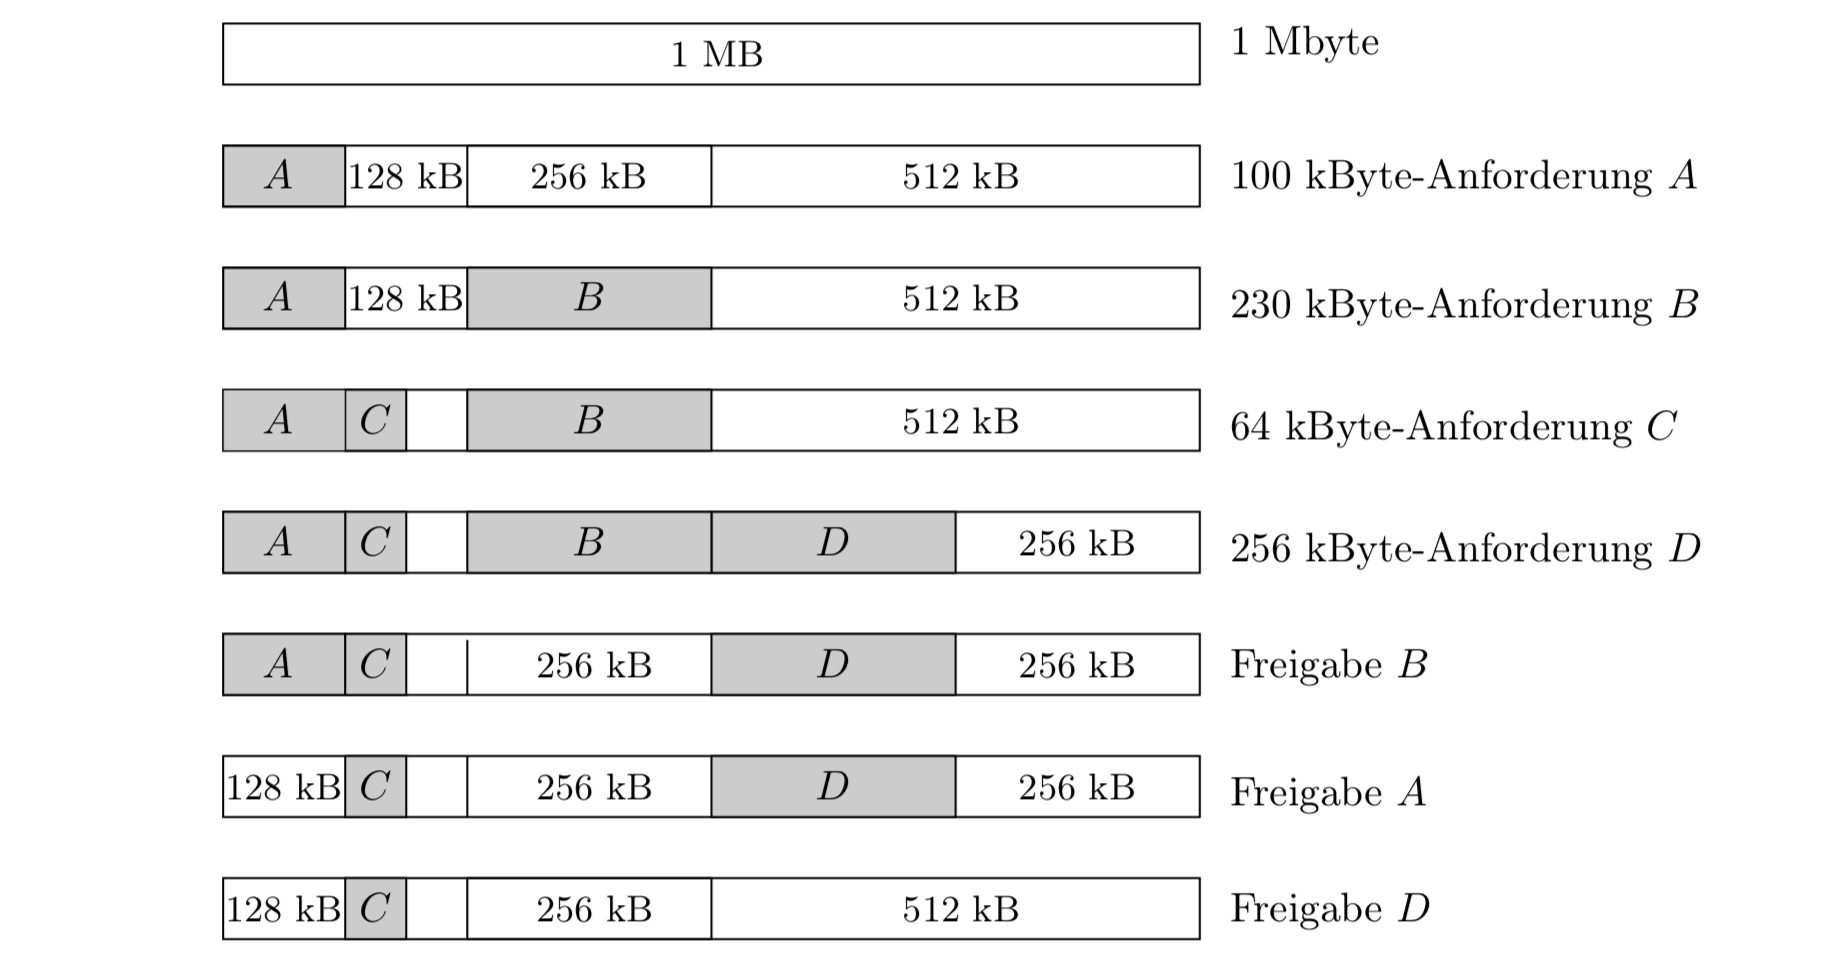 1 MB 1 Mbyte
A 128 kB 256 kB 512 kB 100 kByte-Anforderung A
A 128 kB B 512 kB 230 kByte-Anforderung B
A C B 512 kB 64 kByte-Anforderung C
A C B D 256 kB 256 kByte-Anforderung D
A C 256 kB D 256 kB Freigabe B
128 kB C 256 kB D 256 kB Freigabe A
128 kB C 256 kB 512 kB Freigabe D